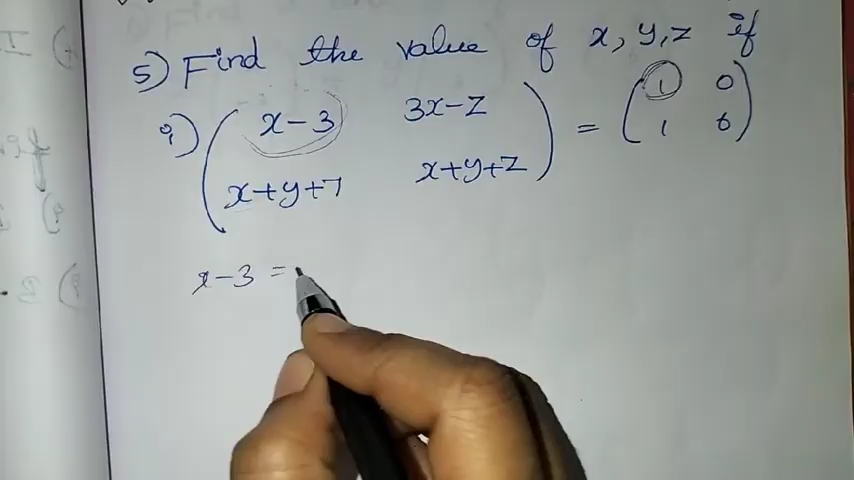 5) Find the value of x, y, z if
i) ( x – 3 3x – z ) = ( 1 0 )
( x + y + 7 x + y + z ) ( 1 6 )
x – 3 =